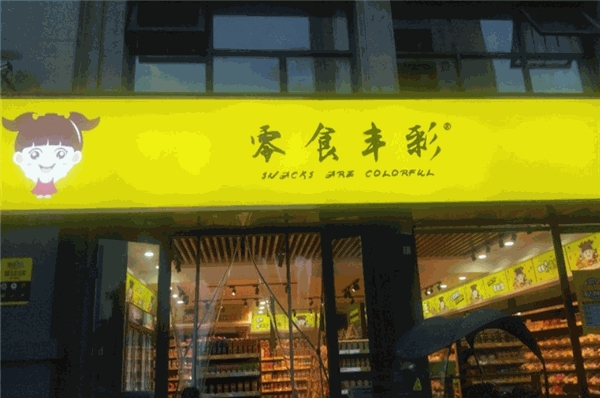 零食丰彩®
SNACKS ARE COLORFUL